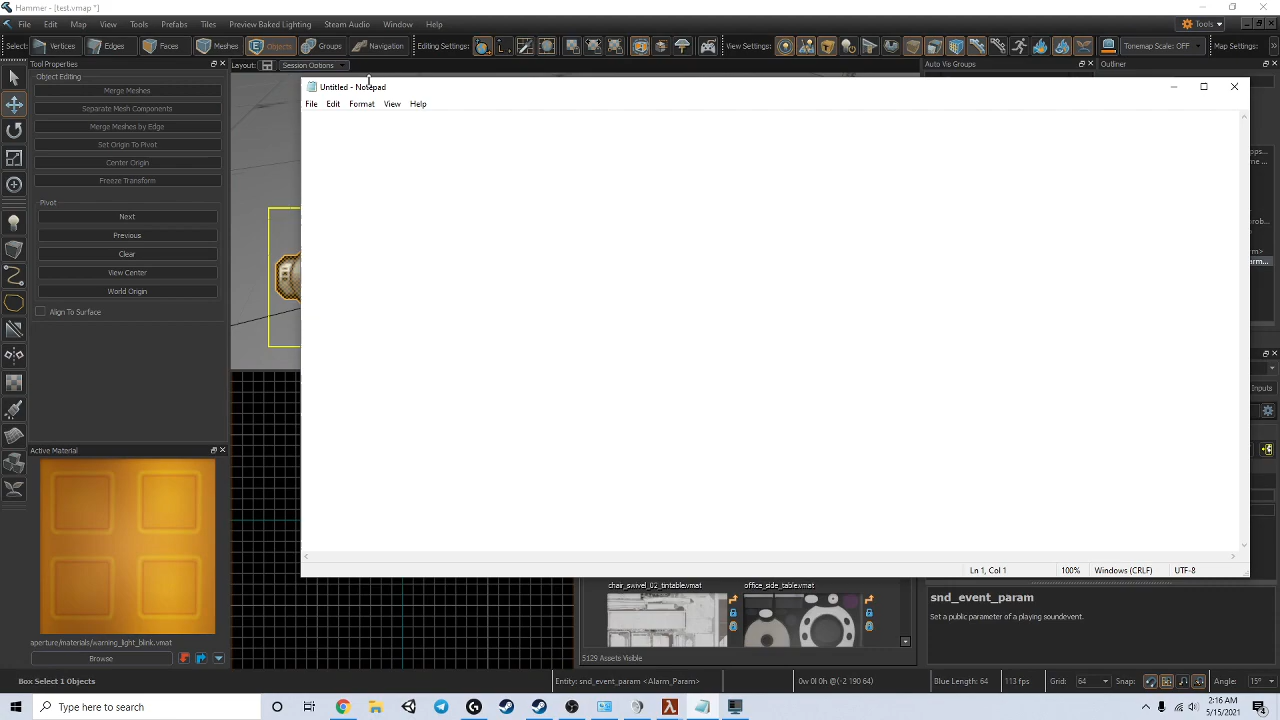 Hammer - [test.vmap *]
File Edit Map View Tools Prefabs Tiles Preview Baked Lighting Steam Audio Window Help Tools
Select: Vertices Edges Faces Meshes Objects Groups Navigation Editing Settings: View Settings: Tonemap Scale: OFF Map Settings:
Tool Properties
Layout: Session Options
Auto Vis Groups
Outliner
Object Editing
Merge Meshes
Separate Mesh Components
Merge Meshes by Edge
Set Origin To Pivot
Center Origin
Freeze Transform
Pivot
Next
Previous
Clear
View Center
World Origin
Align To Surface
Untitled - Notepad
File Edit Format View Help
Ln 1, Col 1 100% Windows (CRLF) UTF-8
Inputs
Active Material
aperture/materials/warning_light_blink.vmat
Browse
chair_swivel_02_tintable.vmat office_side_table.vmat
5129 Assets Visible
snd_event_param
Set a public parameter of a playing soundevent.
Box Select 1 Objects
Entity: snd_event_param <Alarm_Param>
0w 0l 0h @(-2 190 64)
Blue Length: 64
113 fps
Grid: 64
Snap:
Angle: 15°
Type here to search
2:16 AM
5/15/2021